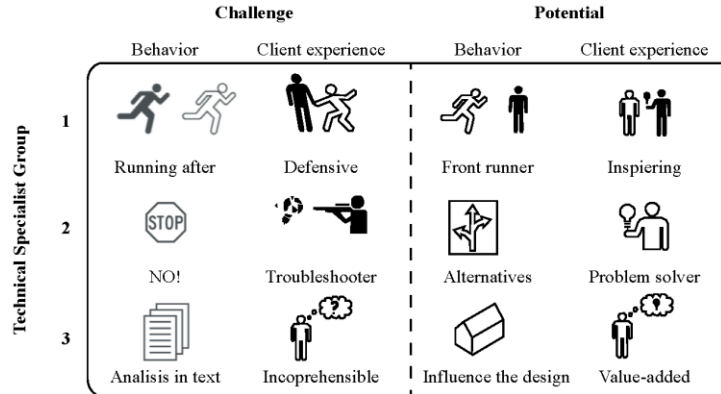 Challenge Potential
Behavior Client experience Behavior Client experience
Technical Specialist Group
1
Running after Defensive Front runner Inspiering
2
STOP
NO! Troubleshooter Alternatives Problem solver
3
?
Analisis in text Incoprehensible Influence the design Value-added